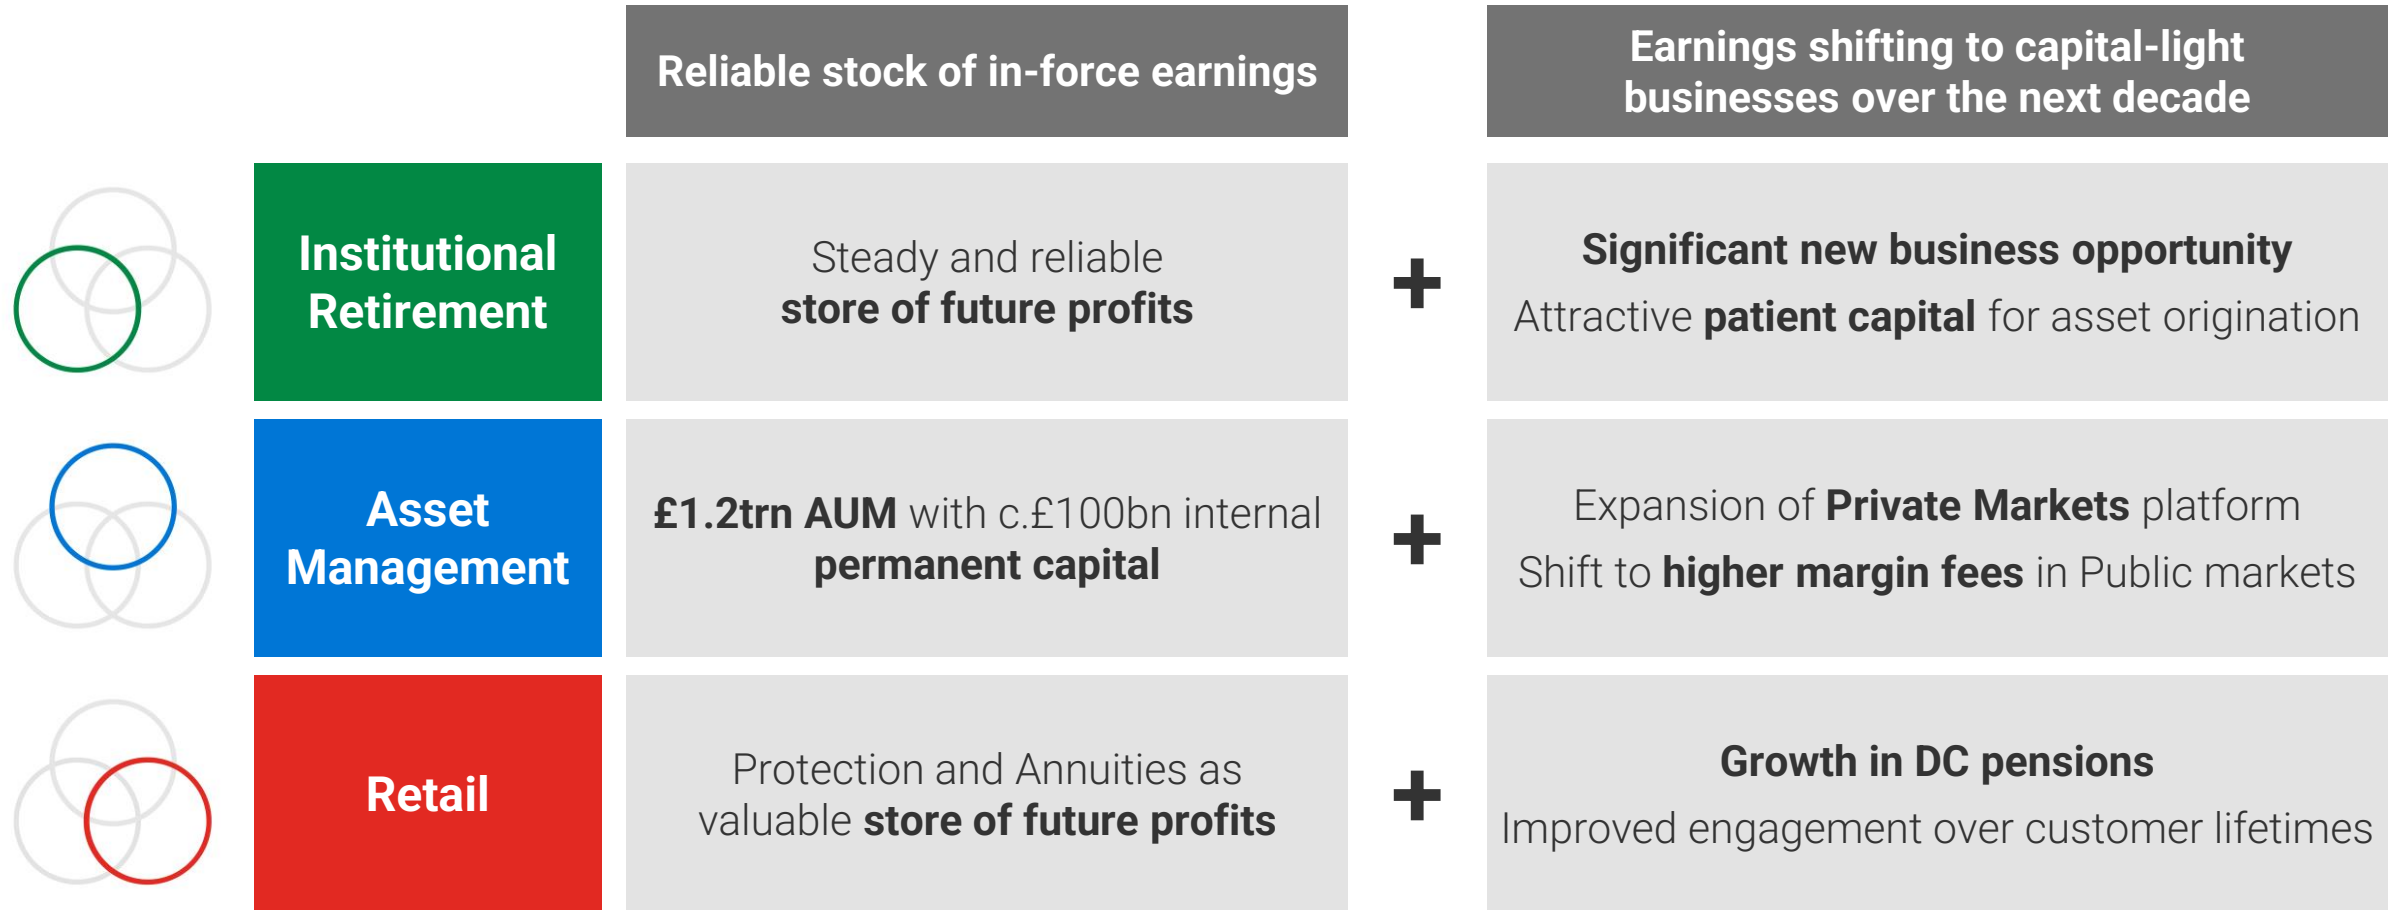 Reliable stock of in-force earnings
Earnings shifting to capital-light
businesses over the next decade
Institutional
Retirement
Steady and reliable
store of future profits
+
Significant new business opportunity
Attractive patient capital for asset origination
Asset
Management
£1.2trn AUM with c.£100bn internal
permanent capital
+
Expansion of Private Markets platform
Shift to higher margin fees in Public markets
Retail
Protection and Annuities as
valuable store of future profits
+
Growth in DC pensions
Improved engagement over customer lifetimes